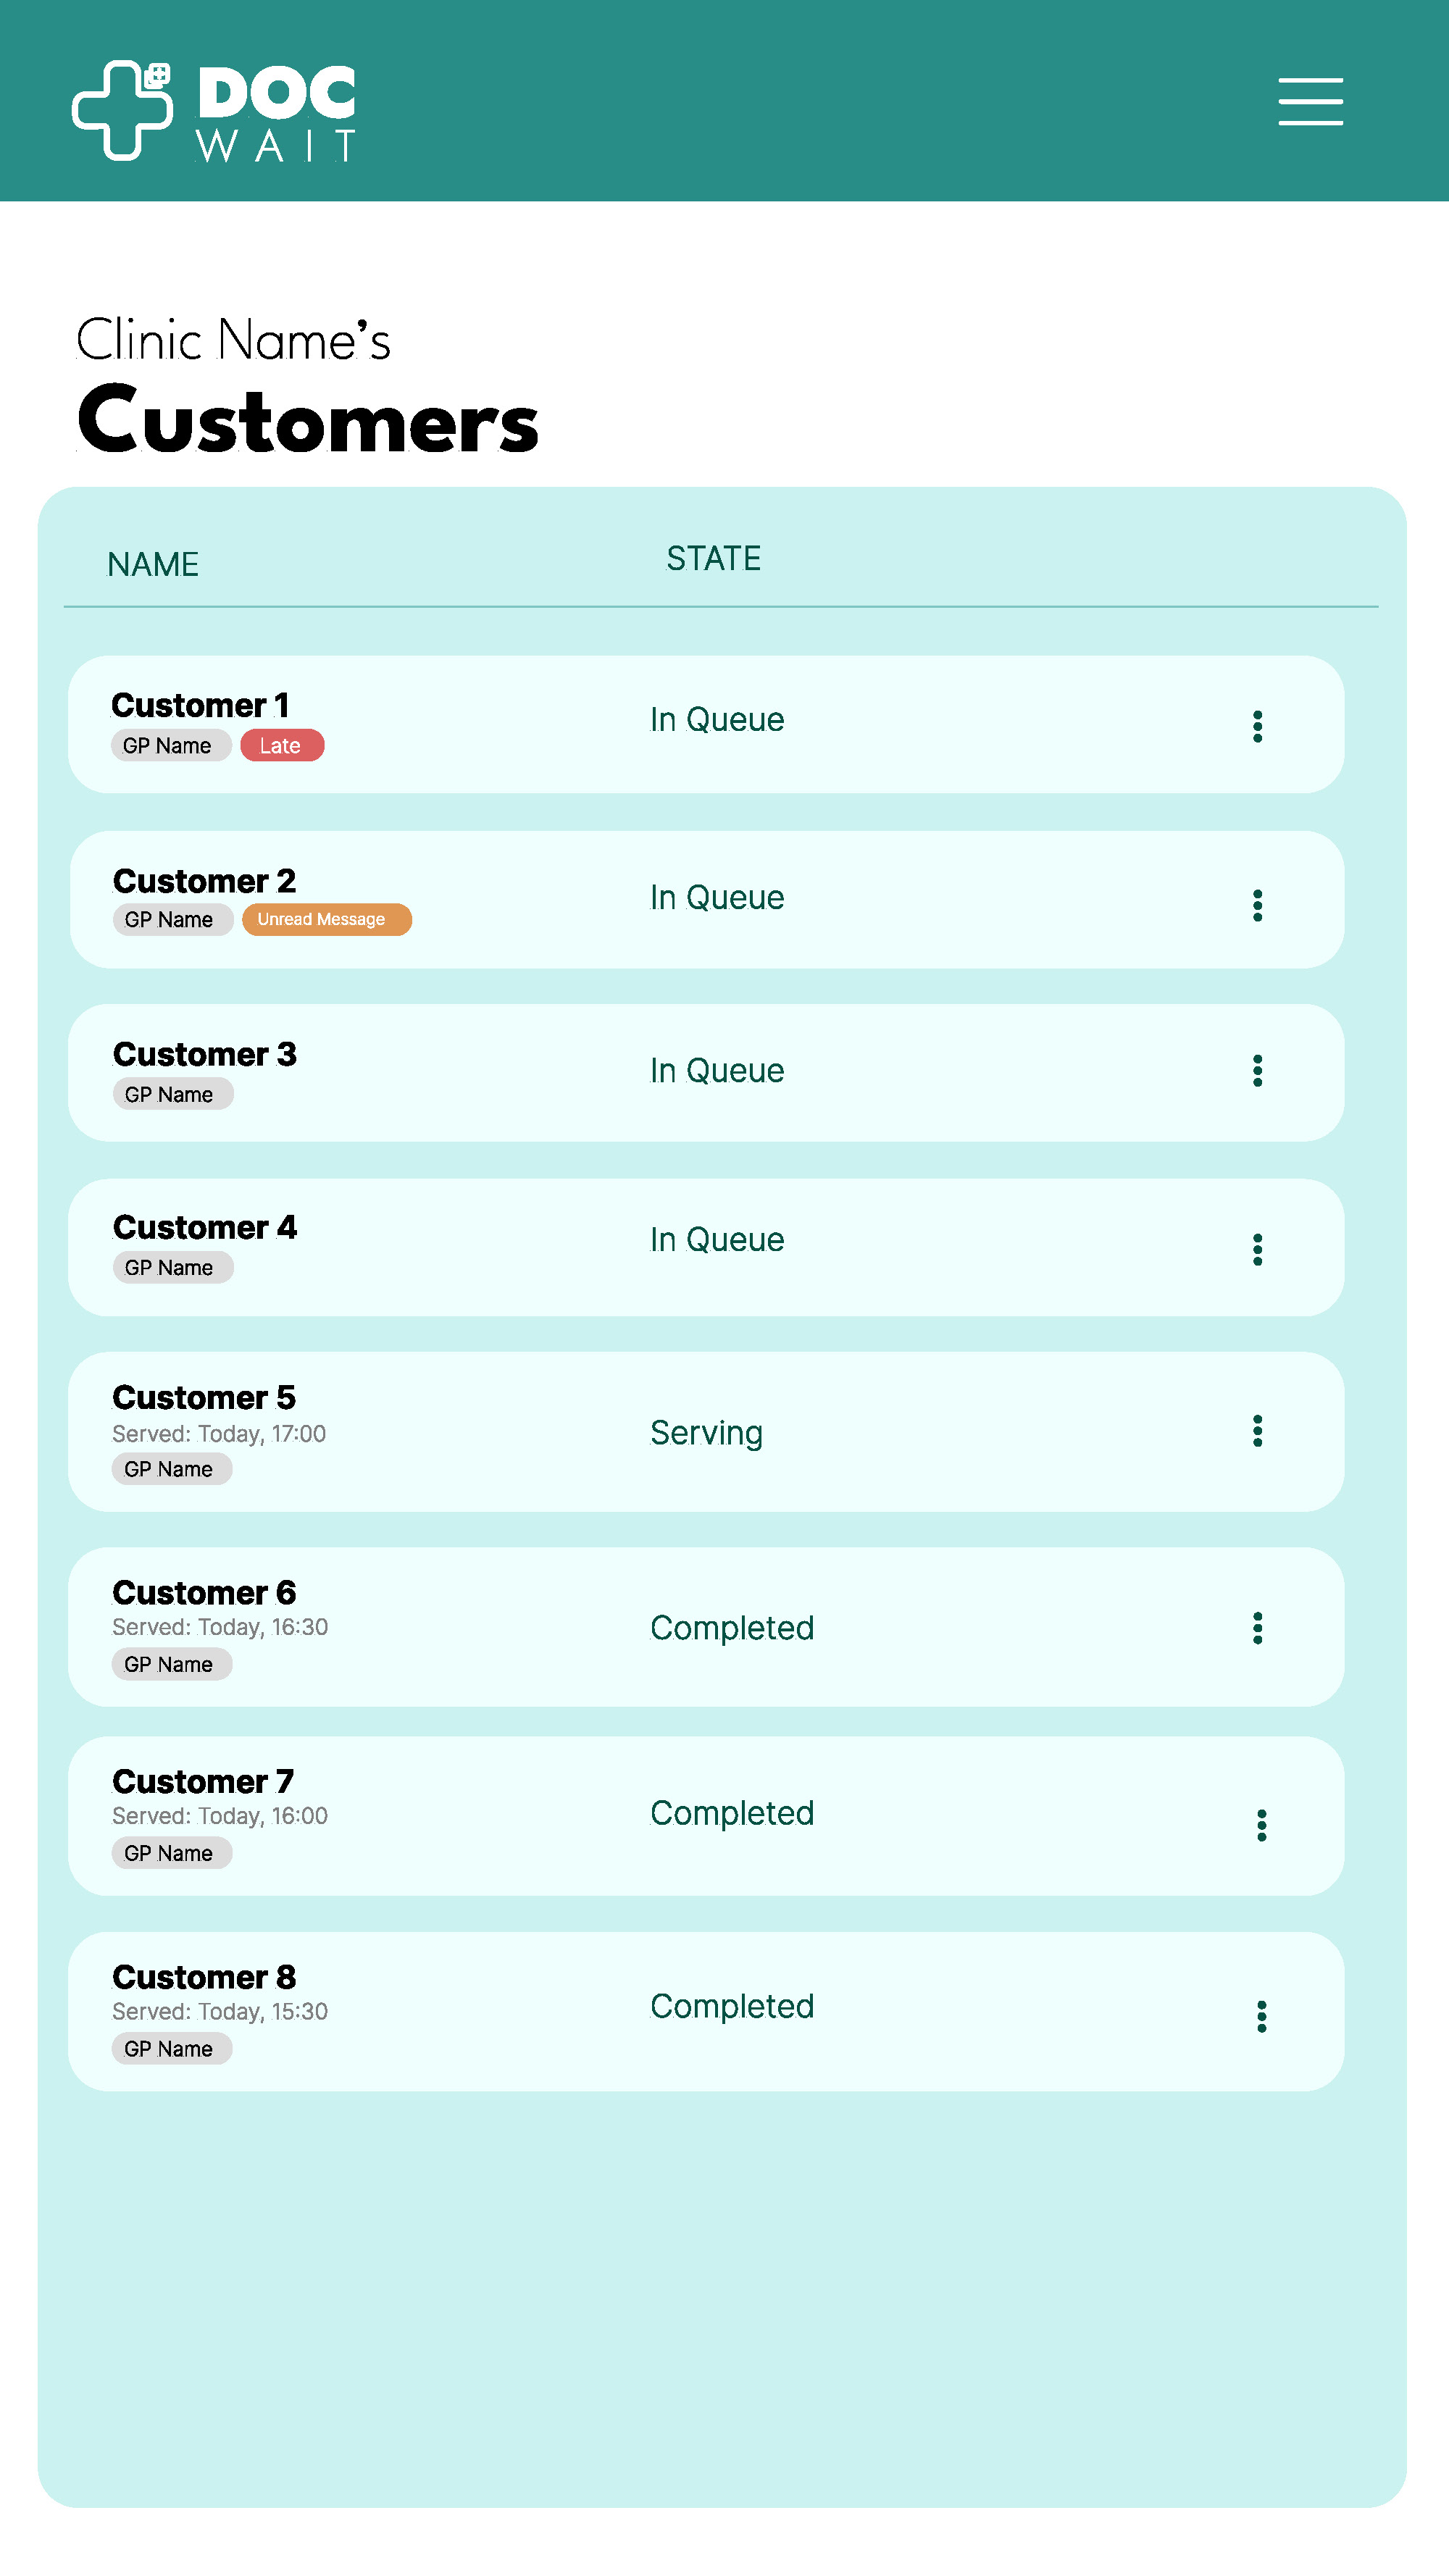 DOC
WAIT
Clinic Name’s
Customers
NAME STATE
Customer 1
GP Name Late
In Queue
Customer 2
GP Name Unread Message
In Queue
Customer 3
GP Name
In Queue
Customer 4
GP Name
In Queue
Customer 5
Served: Today, 17:00
GP Name
Serving
Customer 6
Served: Today, 16:30
GP Name
Completed
Customer 7
Served: Today, 16:00
GP Name
Completed
Customer 8
Served: Today, 15:30
GP Name
Completed